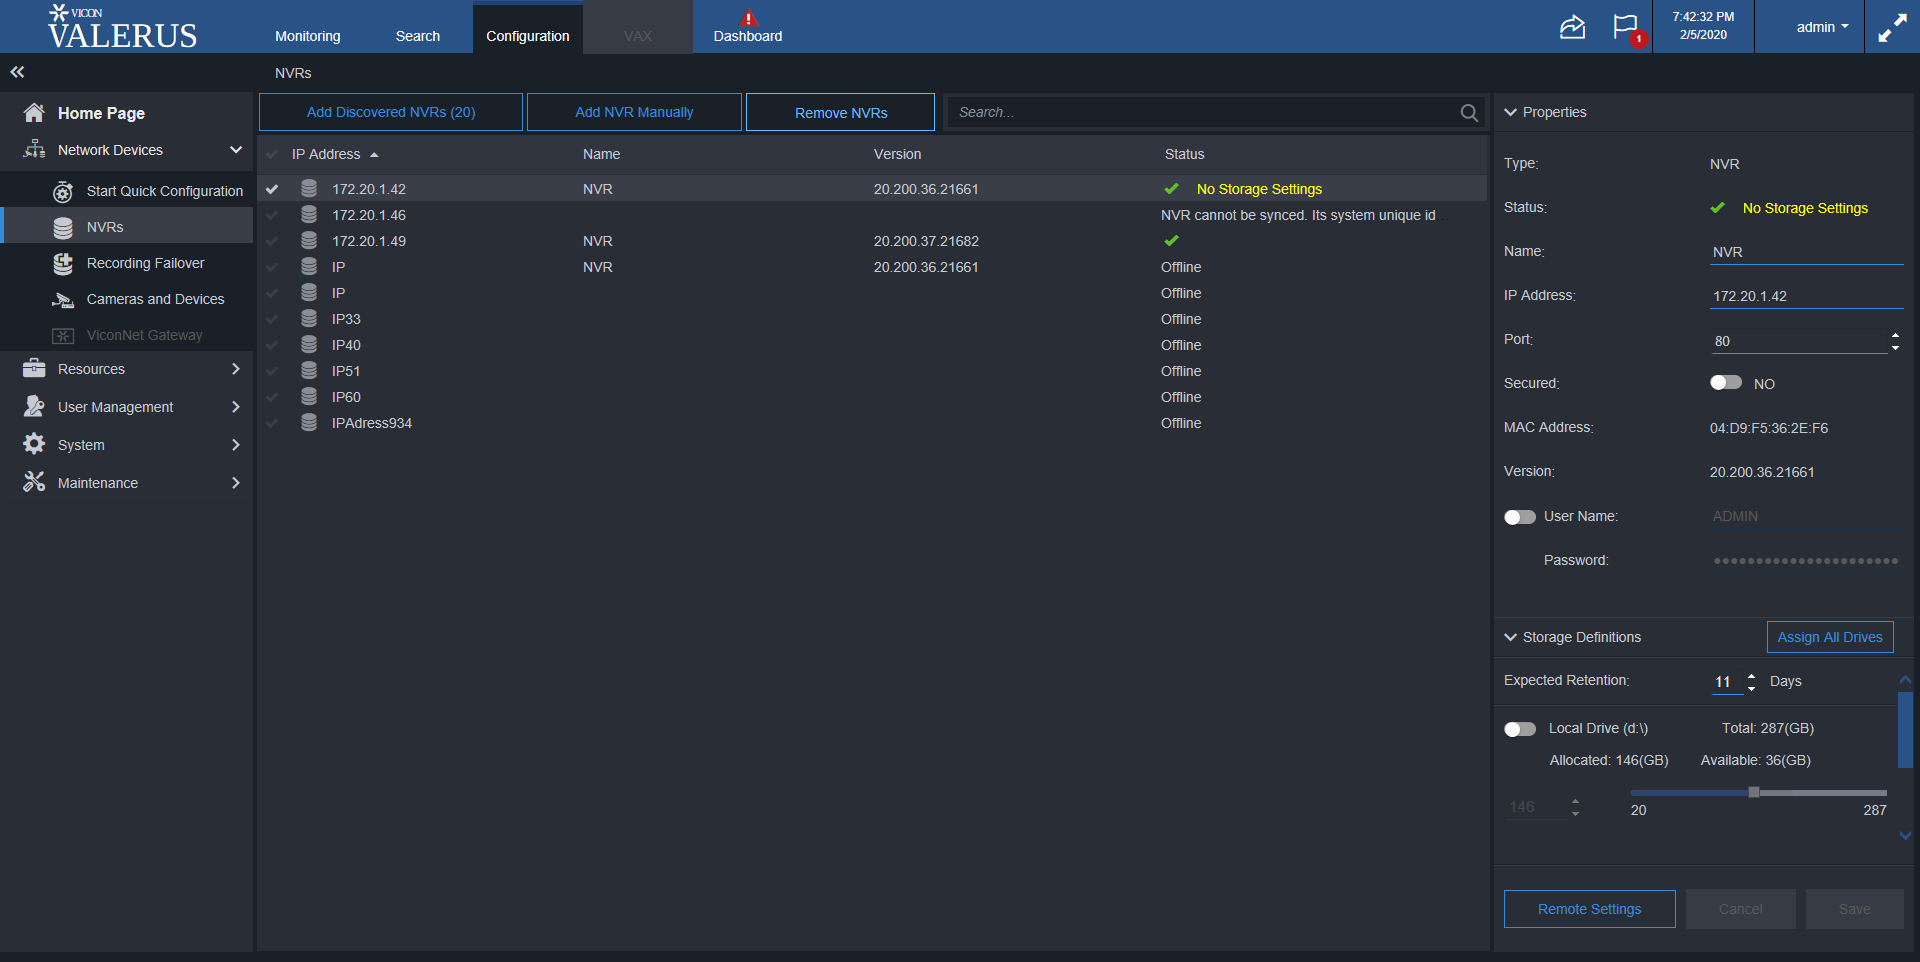 VICON
VALERUS
Monitoring
Search
Configuration
VAX
Dashboard
1
7:42:32 PM
2/5/2020
admin
NVRs
Home Page
Network Devices
Start Quick Configuration
NVRs
Recording Failover
Cameras and Devices
ViconNet Gateway
Resources
User Management
System
Maintenance
Add Discovered NVRs (20)
Add NVR Manually
Remove NVRs
Search...
IP Address Name Version Status
172.20.1.42 NVR 20.200.36.21661 No Storage Settings
172.20.1.46 NVR cannot be synced. Its system unique id
172.20.1.49 NVR 20.200.37.21682
IP NVR 20.200.36.21661 Offline
IP Offline
IP33 Offline
IP40 Offline
IP51 Offline
IP60 Offline
IPAdress934 Offline
Properties
Type: NVR
Status: No Storage Settings
Name: NVR
IP Address: 172.20.1.42
Port: 80
Secured: NO
MAC Address: 04:D9:F5:36:2E:F6
Version: 20.200.36.21661
User Name: ADMIN
Password:
Storage Definitions
Assign All Drives
Expected Retention: 11 Days
Local Drive (d:\) Total: 287(GB)
Allocated: 146(GB) Available: 36(GB)
146
20 287
Remote Settings
Cancel
Save